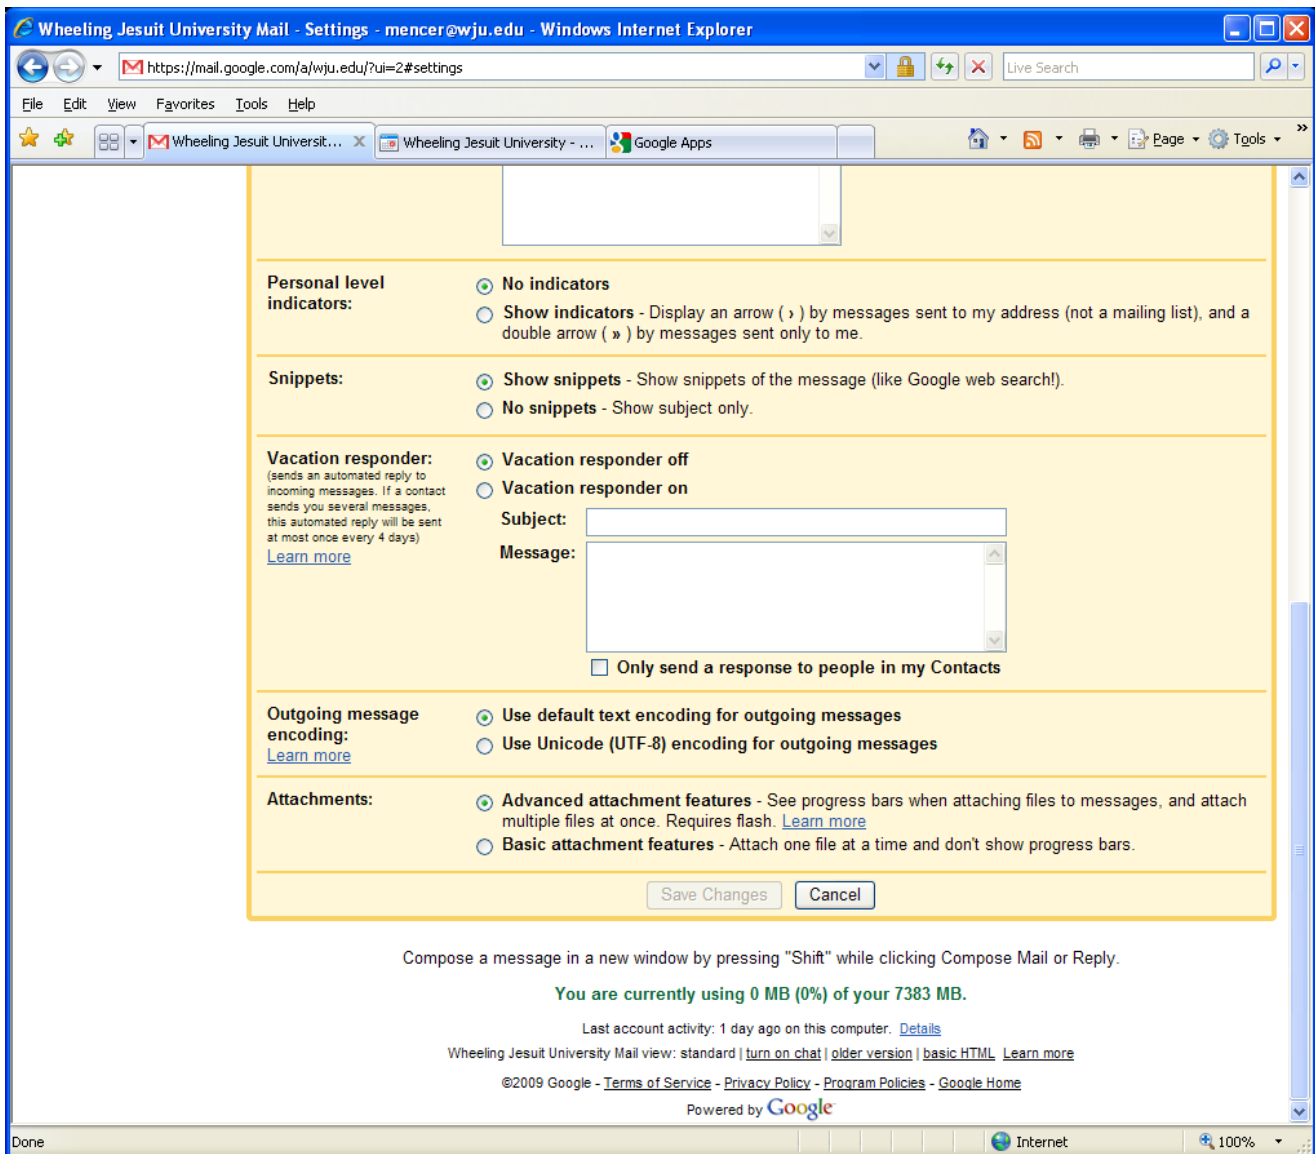 Wheeling Jesuit University Mail - Settings - mencer@wju.edu - Windows Internet Explorer
https://mail.google.com/a/wju.edu/?ui=2#settings
Live Search
File Edit View Favorites Tools Help
Wheeling Jesuit Universit... Wheeling Jesuit University - ... Google Apps Page Tools »
Personal level indicators:
No indicators
Show indicators - Display an arrow ( › ) by messages sent to my address (not a mailing list), and a
double arrow ( » ) by messages sent only to me.
Snippets:
Show snippets - Show snippets of the message (like Google web search!).
No snippets - Show subject only.
Vacation responder:
(sends an automated reply to
incoming messages. If a contact
sends you several messages,
this automated reply will be sent
at most once every 4 days)
Learn more
Vacation responder off
Vacation responder on
Subject:
Message:
Only send a response to people in my Contacts
Outgoing message
encoding:
Learn more
Use default text encoding for outgoing messages
Use Unicode (UTF-8) encoding for outgoing messages
Attachments:
Advanced attachment features - See progress bars when attaching files to messages, and attach
multiple files at once. Requires flash. Learn more
Basic attachment features - Attach one file at a time and don't show progress bars.
Save Changes Cancel
Compose a message in a new window by pressing "Shift" while clicking Compose Mail or Reply.
You are currently using 0 MB (0%) of your 7383 MB.
Last account activity: 1 day ago on this computer. Details
Wheeling Jesuit University Mail view: standard | turn on chat | older version | basic HTML Learn more
©2009 Google - Terms of Service - Privacy Policy - Program Policies - Google Home
Powered by Google
Done Internet 100%